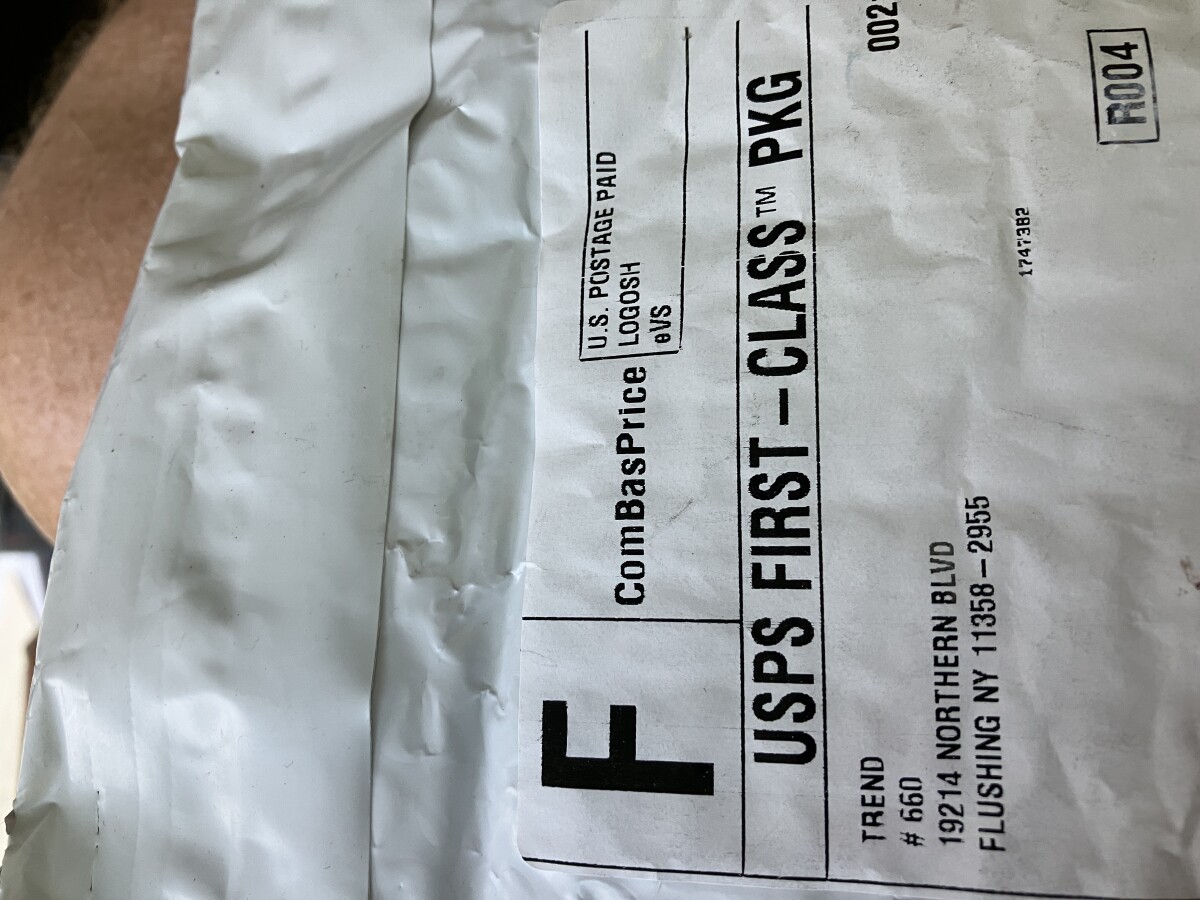 F
ComBasPrice
U.S. POSTAGE PAID
LOGOSH
eVS
USPS FIRST-CLASS™ PKG
TREND
# 660
19214 NORTHERN BLVD
FLUSHING NY 11358-2955
002
1747382
R004